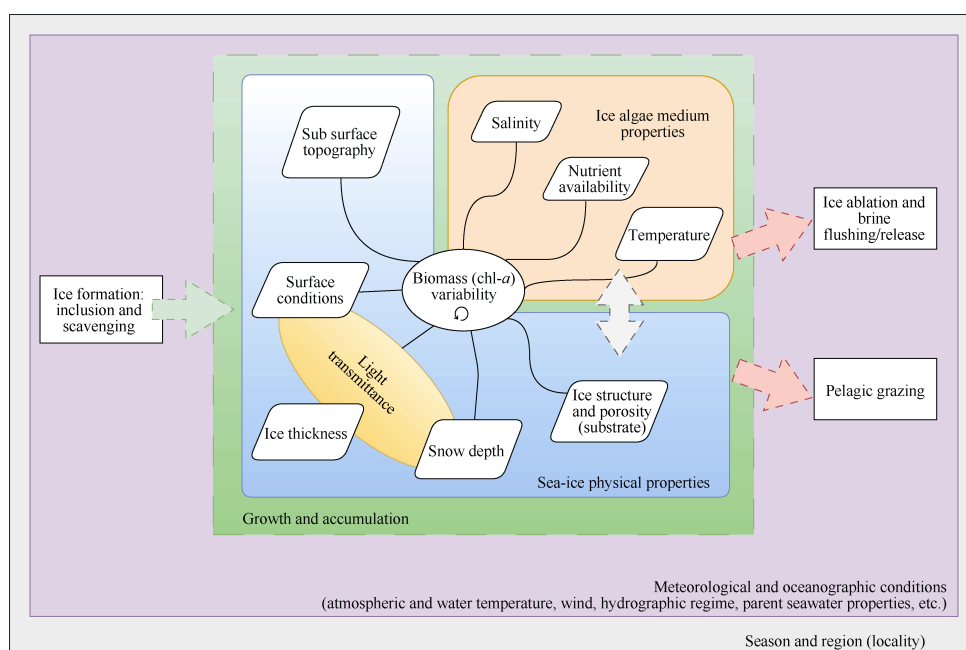 Sub surface
topography
Salinity
Ice algae medium
properties
Nutrient
availability
Temperature
Ice ablation and
brine
flushing/release
Ice formation:
inclusion and
scavenging
Surface
conditions
Biomass (chl-a)
variability
Light
transmittance
Ice thickness
Snow depth
Ice structure
and porosity
(substrate)
Pelagic grazing
Sea-ice physical properties
Growth and accumulation
Meteorological and oceanographic conditions
(atmospheric and water temperature, wind, hydrographic regime, parent seawater properties, etc.)
Season and region (locality)